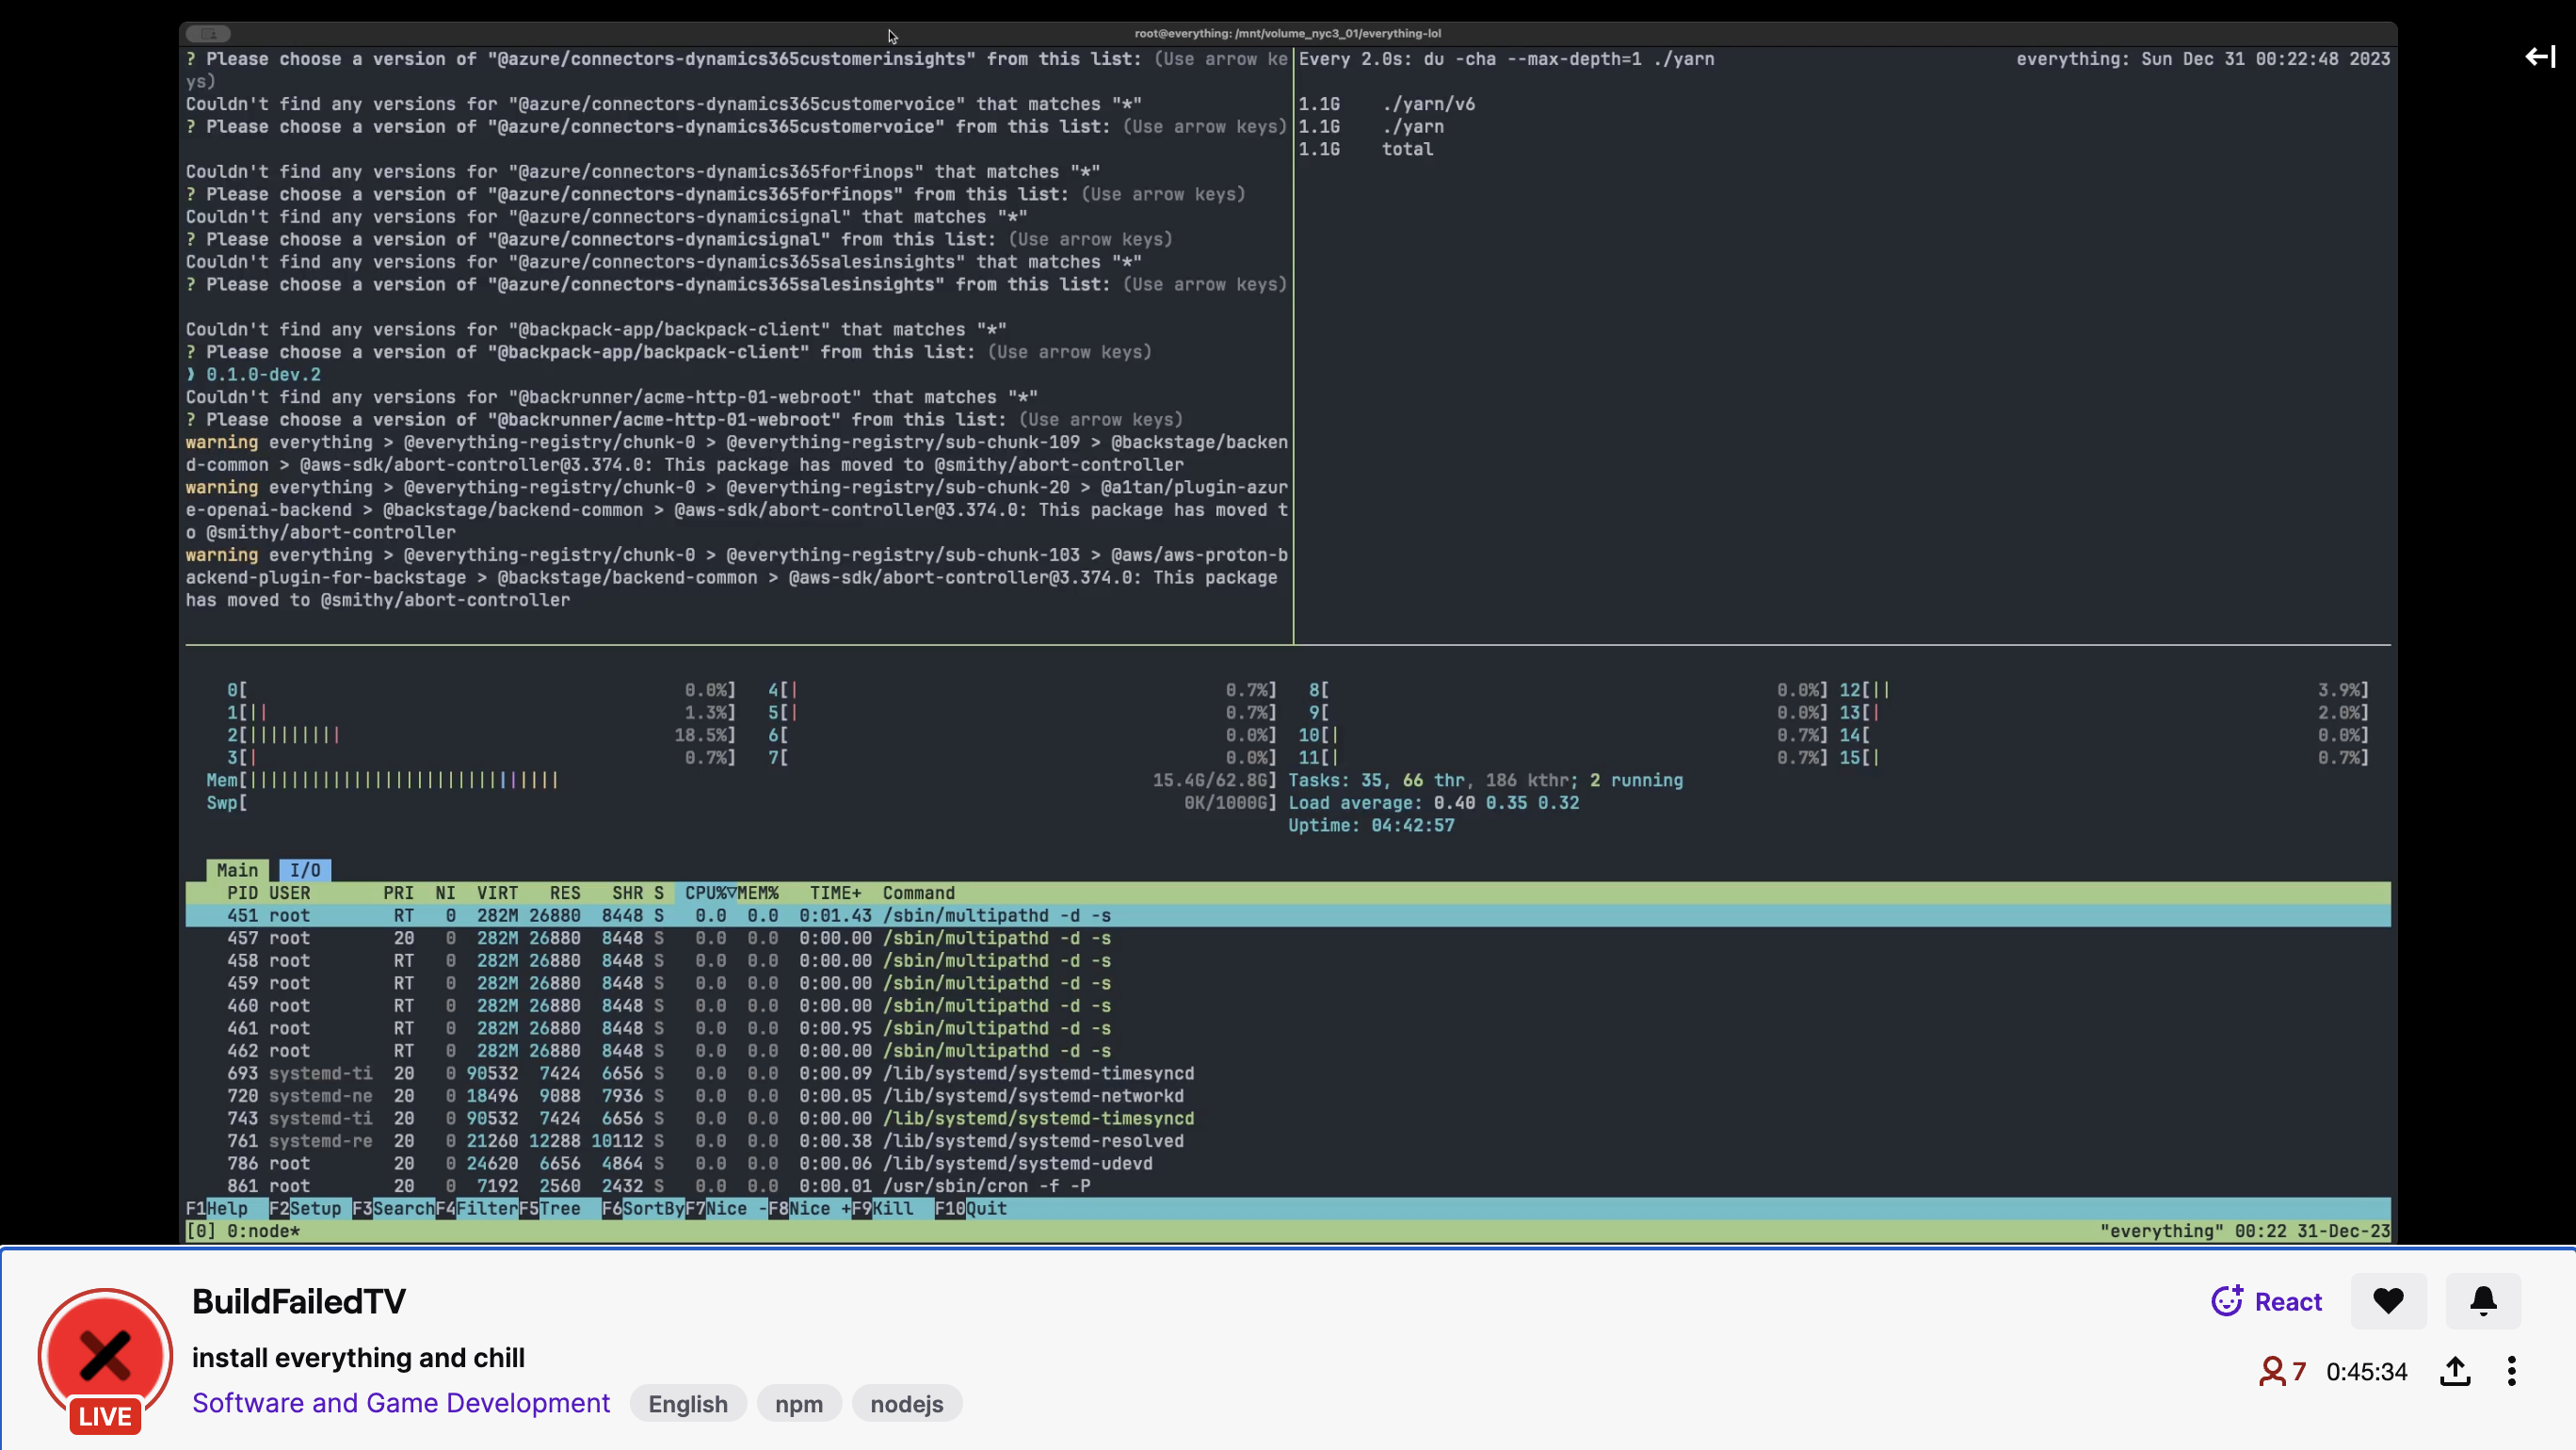 root@everything: /mnt/volume_nyc3_01/everything-lol
? Please choose a version of "@azure/connectors-dynamics365customerinsights" from this list: (Use arrow ke
ys)
Couldn't find any versions for "@azure/connectors-dynamics365customervoice" that matches "*"
? Please choose a version of "@azure/connectors-dynamics365customervoice" from this list: (Use arrow keys)
Couldn't find any versions for "@azure/connectors-dynamics365forfinops" that matches "*"
? Please choose a version of "@azure/connectors-dynamics365forfinops" from this list: (Use arrow keys)
Couldn't find any versions for "@azure/connectors-dynamicsignal" that matches "*"
? Please choose a version of "@azure/connectors-dynamicsignal" from this list: (Use arrow keys)
Couldn't find any versions for "@azure/connectors-dynamics365salesinsights" that matches "*"
? Please choose a version of "@azure/connectors-dynamics365salesinsights" from this list: (Use arrow keys)
Couldn't find any versions for "@backpack-app/backpack-client" that matches "*"
? Please choose a version of "@backpack-app/backpack-client" from this list: (Use arrow keys)
❯ 0.1.0-dev.2
Couldn't find any versions for "@backrunner/acme-http-01-webroot" that matches "*"
? Please choose a version of "@backrunner/acme-http-01-webroot" from this list: (Use arrow keys)
warning everything > @everything-registry/chunk-0 > @everything-registry/sub-chunk-109 > @backstage/backen
d-common > @aws-sdk/abort-controller@3.374.0: This package has moved to @smithy/abort-controller
warning everything > @everything-registry/chunk-0 > @everything-registry/sub-chunk-20 > @a1tan/plugin-azur
e-openai-backend > @backstage/backend-common > @aws-sdk/abort-controller@3.374.0: This package has moved t
o @smithy/abort-controller
warning everything > @everything-registry/chunk-0 > @everything-registry/sub-chunk-103 > @aws/aws-proton-b
ackend-plugin-for-backstage > @backstage/backend-common > @aws-sdk/abort-controller@3.374.0: This package
has moved to @smithy/abort-controller
Every 2.0s: du -cha --max-depth=1 ./yarn everything: Sun Dec 31 00:22:48 2023
1.1G ./yarn/v6
1.1G ./yarn
1.1G total
0[ 0.0%] 4[| 0.7%] 8[ 0.0%] 12[|| 3.9%]
1[|| 1.3%] 5[| 0.7%] 9[ 0.0%] 13[| 2.0%]
2[||||||||| 18.5%] 6[ 0.0%] 10[| 0.7%] 14[ 0.0%]
3[| 0.7%] 7[ 0.0%] 11[| 0.7%] 15[| 0.7%]
Mem[|||||||||||||||||||||||||||||| 15.4G/62.8G] Tasks: 35, 66 thr, 186 kthr; 2 running
Swp[ 0K/1000G] Load average: 0.40 0.35 0.32
Uptime: 04:42:57
Main I/O
PID USER PRI NI VIRT RES SHR S CPU%▽MEM% TIME+ Command
451 root RT 0 282M 26880 8448 S 0.0 0.0 0:01.43 /sbin/multipathd -d -s
457 root 20 0 282M 26880 8448 S 0.0 0.0 0:00.00 /sbin/multipathd -d -s
458 root RT 0 282M 26880 8448 S 0.0 0.0 0:00.00 /sbin/multipathd -d -s
459 root RT 0 282M 26880 8448 S 0.0 0.0 0:00.00 /sbin/multipathd -d -s
460 root RT 0 282M 26880 8448 S 0.0 0.0 0:00.00 /sbin/multipathd -d -s
461 root RT 0 282M 26880 8448 S 0.0 0.0 0:00.95 /sbin/multipathd -d -s
462 root RT 0 282M 26880 8448 S 0.0 0.0 0:00.00 /sbin/multipathd -d -s
693 systemd-ti 20 0 90532 7424 6656 S 0.0 0.0 0:00.09 /lib/systemd/systemd-timesyncd
720 systemd-ne 20 0 18496 9088 7936 S 0.0 0.0 0:00.05 /lib/systemd/systemd-networkd
743 systemd-ti 20 0 90532 7424 6656 S 0.0 0.0 0:00.00 /lib/systemd/systemd-timesyncd
761 systemd-re 20 0 21260 12288 10112 S 0.0 0.0 0:00.38 /lib/systemd/systemd-resolved
786 root 20 0 24620 6656 4864 S 0.0 0.0 0:00.06 /lib/systemd/systemd-udevd
861 root 20 0 7192 2560 2432 S 0.0 0.0 0:00.01 /usr/sbin/cron -f -P
F1Help F2Setup F3SearchF4FilterF5Tree F6SortByF7Nice -F8Nice +F9Kill F10Quit
[0] 0:node* "everything" 00:22 31-Dec-23
BuildFailedTV
install everything and chill
Software and Game Development English npm nodejs
LIVE
React
7 0:45:34